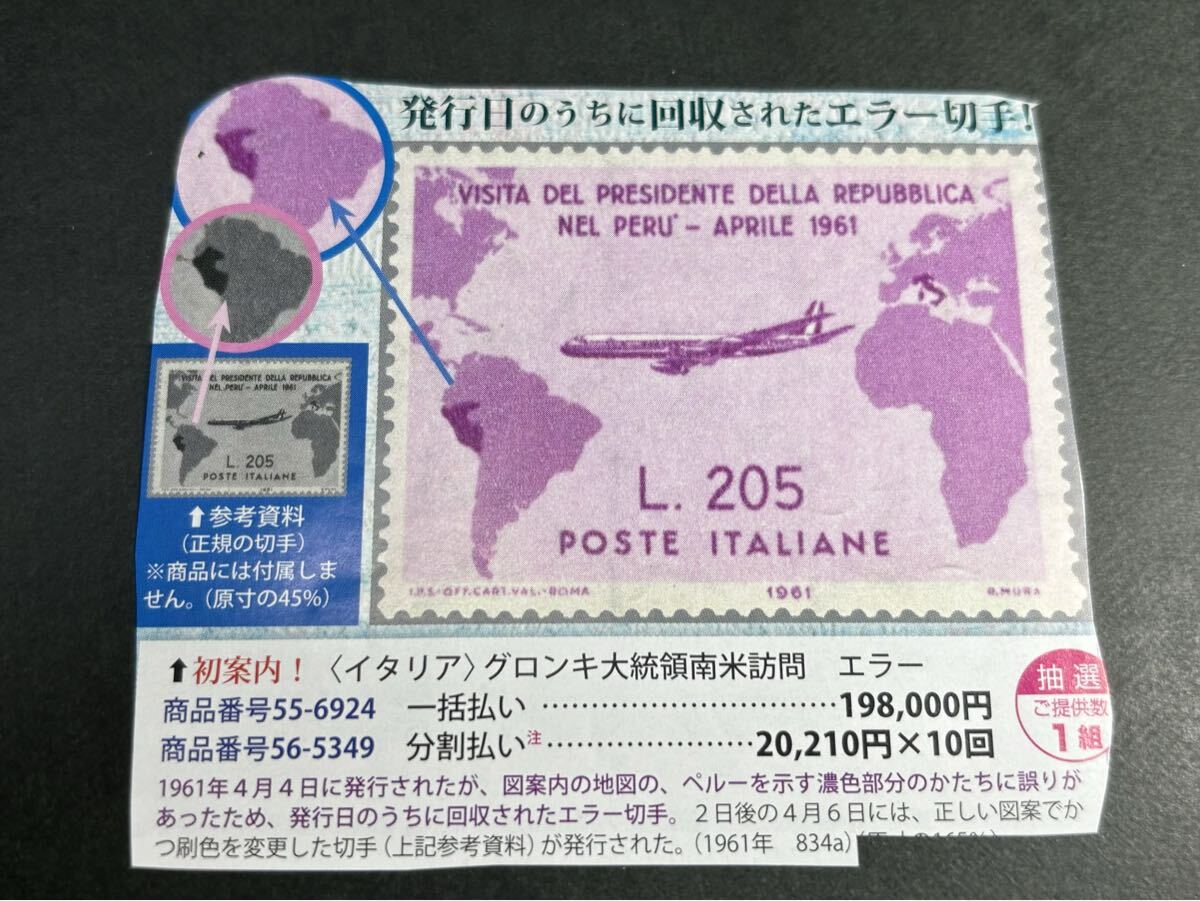 発行日のうちに回収されたエラー切手!
VISITA DEL PRESIDENTE DELLA REPUBBLICA
NEL PERU' - APRILE 1961
L. 205
POSTE ITALIANE
I.P.S.-OFF.CART.VAL.-ROMA 1961 R.MURA
VISITA DEL PRESIDENTE DELLA REPUBBLICA
NEL PERU' - APRILE 1961
L. 205
POSTE ITALIANE
1961
⬆参考資料
(正規の切手)
※商品には付属しま
せん。(原寸の45%)
⬆初案内! 〈イタリア〉グロンキ大統領南米訪問 エラー
商品番号55-6924 一括払い ……………………………198,000円
商品番号56-5349 分割払い注…………………20,210円×10回
抽選
ご提供数
1組
1961年4月4日に発行されたが、図案内の地図の、ペルーを示す濃色部分のかたちに誤りが
あったため、発行日のうちに回収されたエラー切手。2日後の4月6日には、正しい図案でか
つ刷色を変更した切手(上記参考資料)が発行された。(1961年 834a)(原寸の165%)